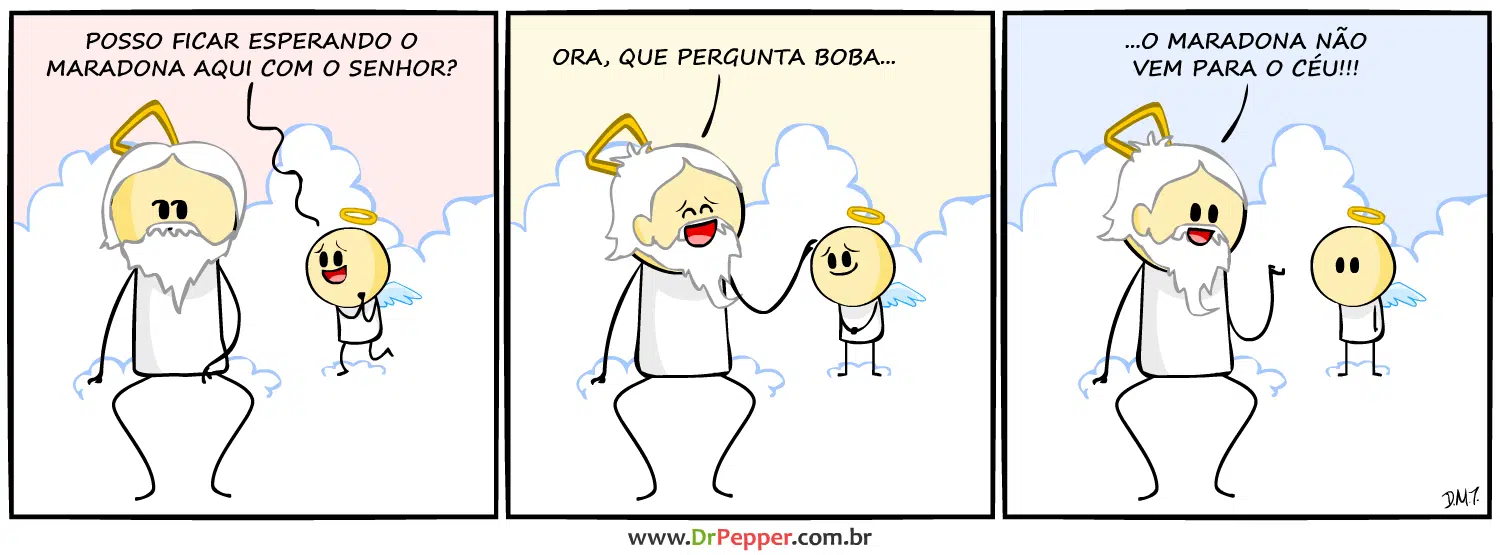 POSSO FICAR ESPERANDO O
MARADONA AQUI COM O SENHOR?
ORA, QUE PERGUNTA BOBA...
...O MARADONA NÃO
VEM PARA O CÉU!!!
D.M.J.
www.DrPepper.com.br